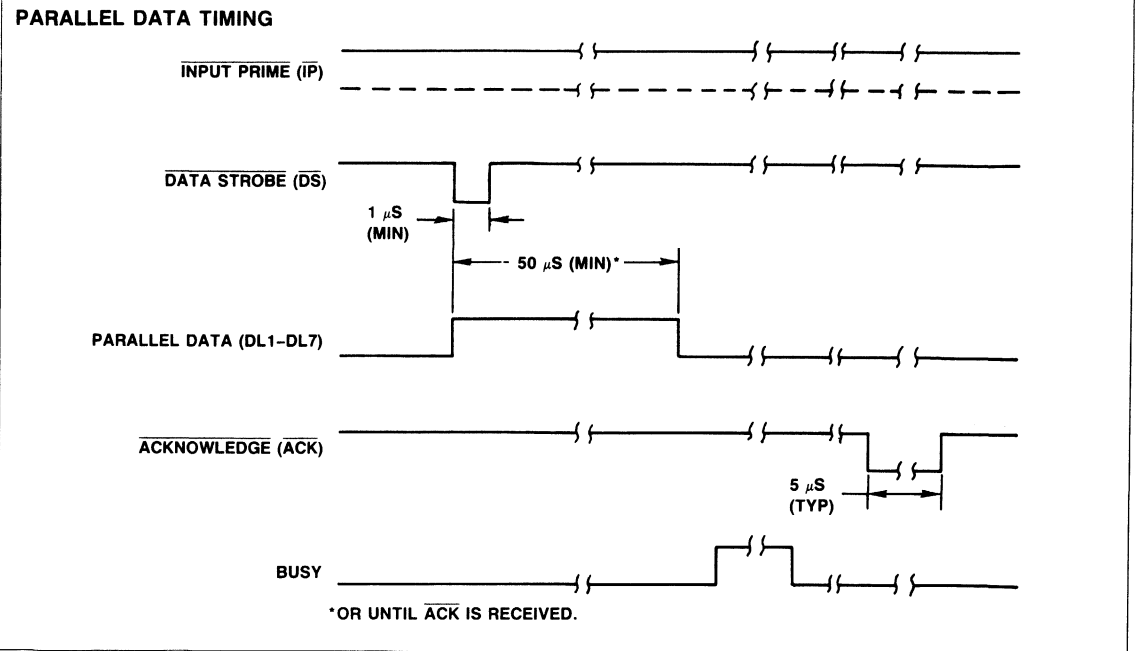 PARALLEL DATA TIMING
INPUT PRIME (IP)
DATA STROBE (DS)
1 μS
(MIN)
50 μS (MIN)*
PARALLEL DATA (DL1–DL7)
ACKNOWLEDGE (ACK)
5 μS
(TYP)
BUSY
*OR UNTIL ACK IS RECEIVED.